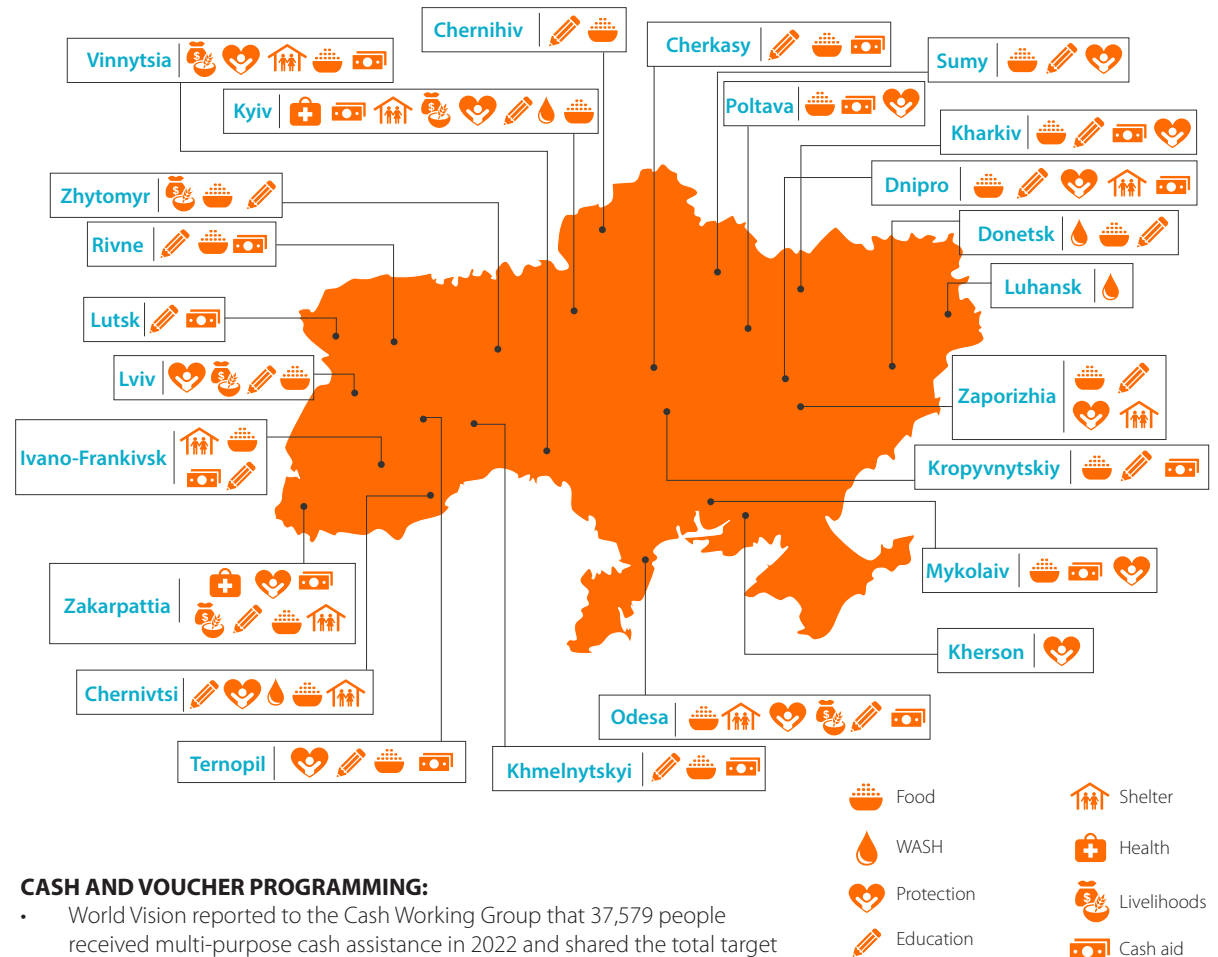 Chernihiv
Cherkasy
Vinnytsia
Sumy
Kyiv
Poltava
Kharkiv
Zhytomyr
Dnipro
Rivne
Donetsk
Luhansk
Lutsk
Lviv
Zaporizhia
Ivano-Frankivsk
Kropyvnytskiy
Mykolaiv
Zakarpattia
Kherson
Chernivtsi
Odesa
Ternopil
Khmelnytskyi
Food
Shelter
WASH
Health
Protection
Livelihoods
Education
Cash aid
CASH AND VOUCHER PROGRAMMING:
• World Vision reported to the Cash Working Group that 37,579 people
received multi-purpose cash assistance in 2022 and shared the total target